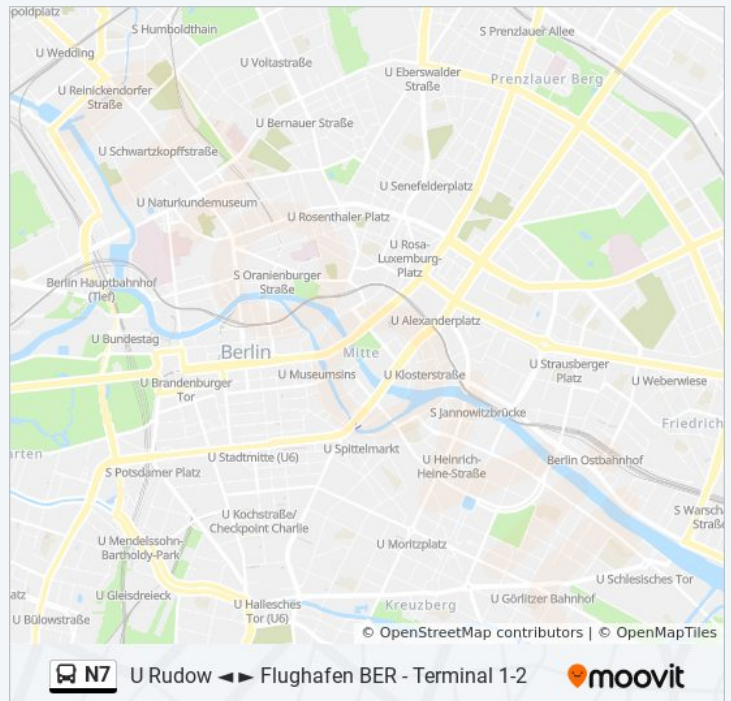 poldplatz
S Humboldthain
S Prenzlauer Allee
U Wedding
U Voltastraße
U Eberswalder
Straße
Prenzlauer Berg
U Reinickendorfer
Straße
U Bernauer Straße
U Schwartzkopffstraße
U Senefelderplatz
U Naturkundemuseum
U Rosenthaler Platz
U Rosa-
Luxemburg-
Platz
S Oranienburger
Straße
Berlin Hauptbahnhof
(Tief)
U Alexanderplatz
U Bundestag
Berlin
Mitte
U Strausberger
Platz
U Museumsins
U Klosterstraße
U Weberwiese
U Brandenburger
Tor
S Jannowitzbrücke
Friedrich
U Spittelmarkt
arten
U Stadtmitte (U6)
U Heinrich-
Heine-Straße
Berlin Ostbahnhof
S Potsdamer Platz
S Warsch
Straße
U Kochstraße/
Checkpoint Charlie
U Mendelssohn-
Bartholdy-Park
U Moritzplatz
U Schlesisches Tor
atz
U Gleisdreieck
U Hallesches
Tor (U6)
Kreuzberg
U Görlitzer Bahnhof
U Bülowstraße
© OpenStreetMap contributors | © OpenMapTiles
N7 U Rudow ◄► Flughafen BER - Terminal 1-2
moovit